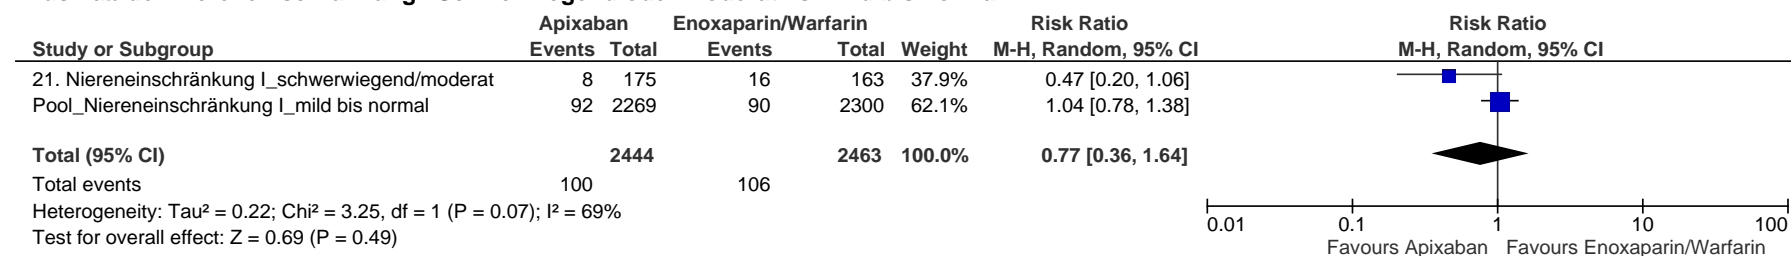 Apixaban Enoxaparin/Warfarin Risk Ratio Risk Ratio
Study or Subgroup Events Total Events Total Weight M-H, Random, 95% CI M-H, Random, 95% CI
21. Niereneinschränkung I_schwerwiegend/moderat 8 175 16 163 37.9% 0.47 [0.20, 1.06]
Pool_Niereneinschränkung I_mild bis normal 92 2269 90 2300 62.1% 1.04 [0.78, 1.38]
Total (95% CI) 2444 2463 100.0% 0.77 [0.36, 1.64]
Total events 100 106
Heterogeneity: Tau² = 0.22; Chi² = 3.25, df = 1 (P = 0.07); I² = 69%
Test for overall effect: Z = 0.69 (P = 0.49)
0.01 0.1 1 10 100
Favours Apixaban Favours Enoxaparin/Warfarin